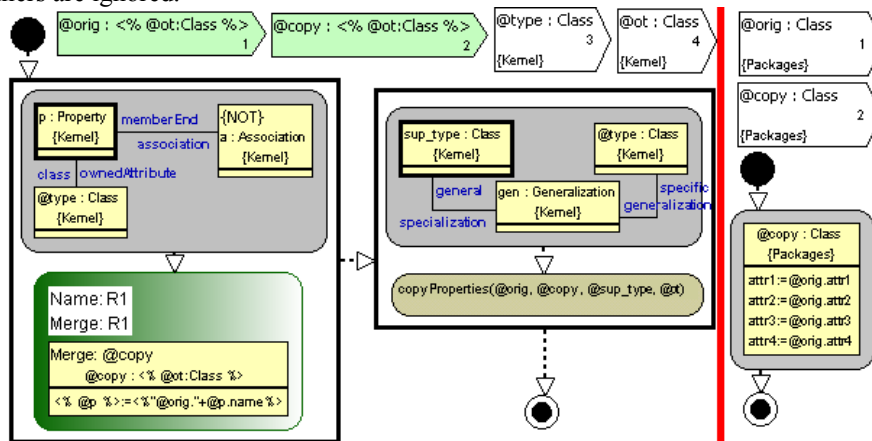 ners are ignored.
@orig : <% @ot:Class %>
1
@copy : <% @ot:Class %>
2
@type : Class
3
{Kernel}
@ot : Class
4
{Kernel}
@orig : Class
1
{Packages}
@copy : Class
2
{Packages}
p : Property
{Kernel}
memberEnd
association
{NOT}
a : Association
{Kernel}
class
ownedAttribute
@type : Class
{Kernel}
Name: R1
Merge: R1
Merge: @copy
@copy : <% @ot:Class %>
<% @p %>:=<%"@orig."+@p.name%>
sup_type : Class
{Kernel}
@type : Class
{Kernel}
general
specialization
gen : Generalization
{Kernel}
specific
generalization
copyProperties(@orig, @copy, @sup_type, @ot)
@copy : Class
{Packages}
attr1:= @orig.attr1
attr2:= @orig.attr2
attr3:= @orig.attr3
attr4:= @orig.attr4